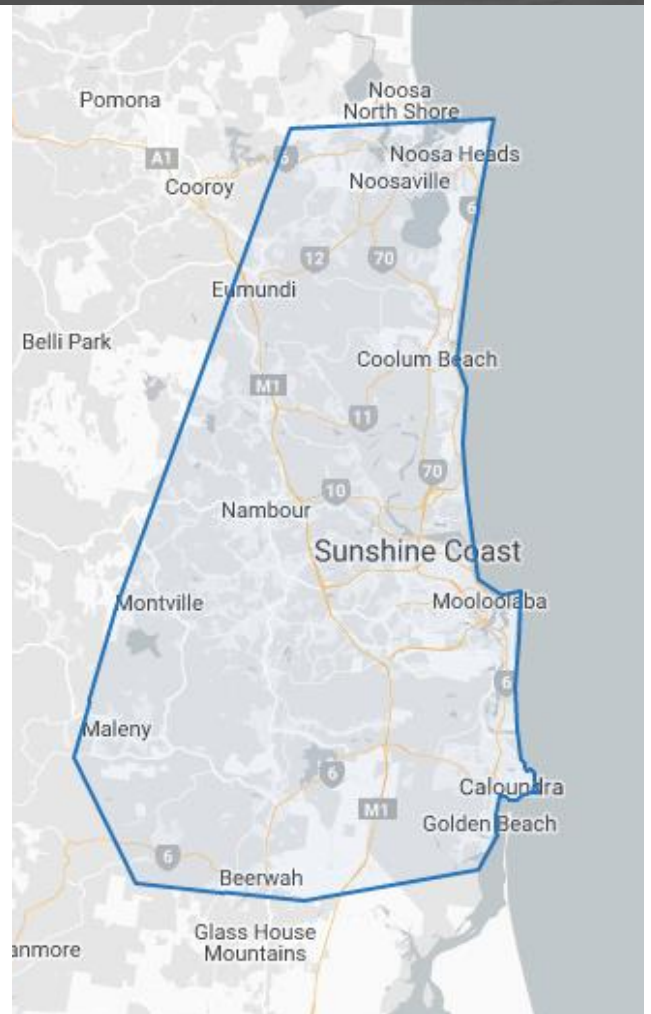 Noosa
North Shore
Pomona
A1
6
Noosa Heads
Cooroy
Noosaville
6
12
70
Eumundi
Belli Park
Coolum Beach
M1
11
70
10
Nambour
Sunshine Coast
Montville
Mooloolaba
6
Maleny
6
Caloundra
M1
Golden Beach
6
Beerwah
Glass House
Mountains
anmore